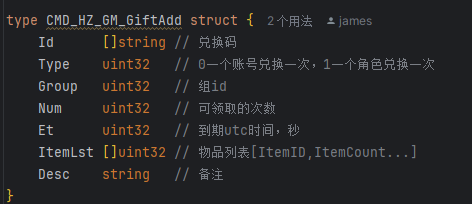 type CMD_HZ_GM_GiftAdd struct { 2个用法 james
Id []string // 兑换码
Type uint32 // 0一个账号兑换一次，1一个角色兑换一次
Group uint32 // 组id
Num uint32 // 可领取的次数
Et uint32 // 到期utc时间，秒
ItemLst []uint32 // 物品列表[ItemID,ItemCount...]
Desc string // 备注
}